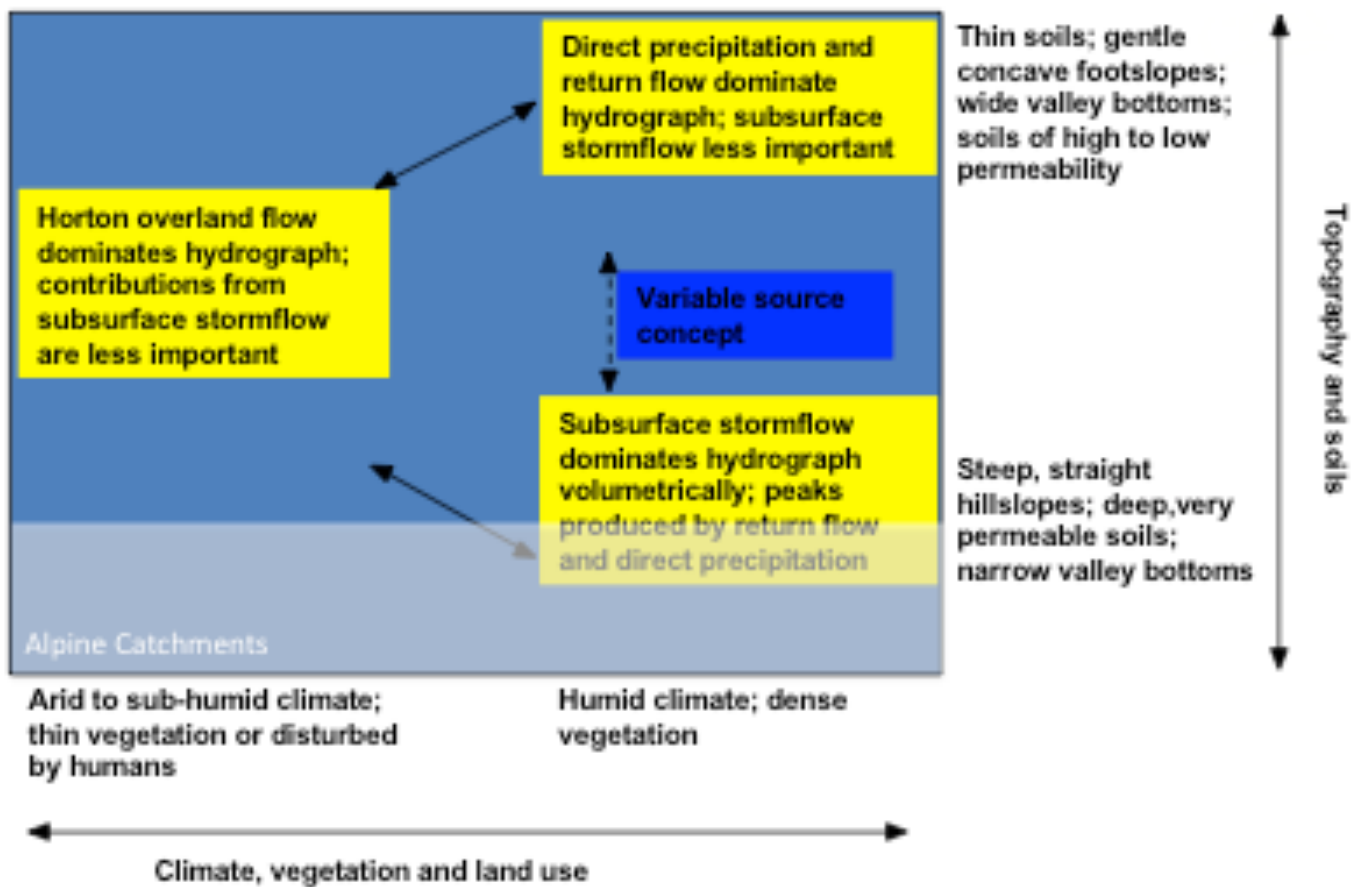 Direct precipitation and
return flow dominate
hydrograph; subsurface
stormflow less important
Thin soils; gentle
concave footslopes;
wide valley bottoms;
soils of high to low
permeability
Horton overland flow
dominates hydrograph;
contributions from
subsurface stormflow
are less important
Variable source
concept
Topography and soils
Subsurface stormflow
dominates hydrograph
volumetrically; peaks
produced by return flow
and direct precipitation
Steep, straight
hillslopes; deep,very
permeable soils;
narrow valley bottoms
Alpine Catchments
Arid to sub-humid climate;
thin vegetation or disturbed
by humans
Humid climate; dense
vegetation
Climate, vegetation and land use